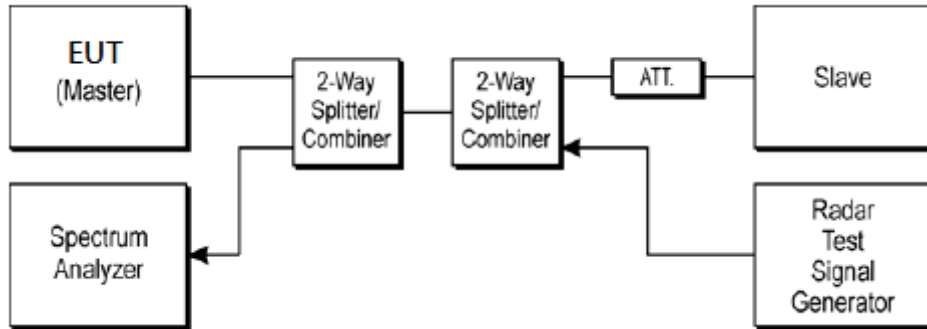 EUT
(Master)
2-Way
Splitter/
Combiner
2-Way
Splitter/
Combiner
ATT.
Slave
Spectrum
Analyzer
Radar
Test
Signal
Generator